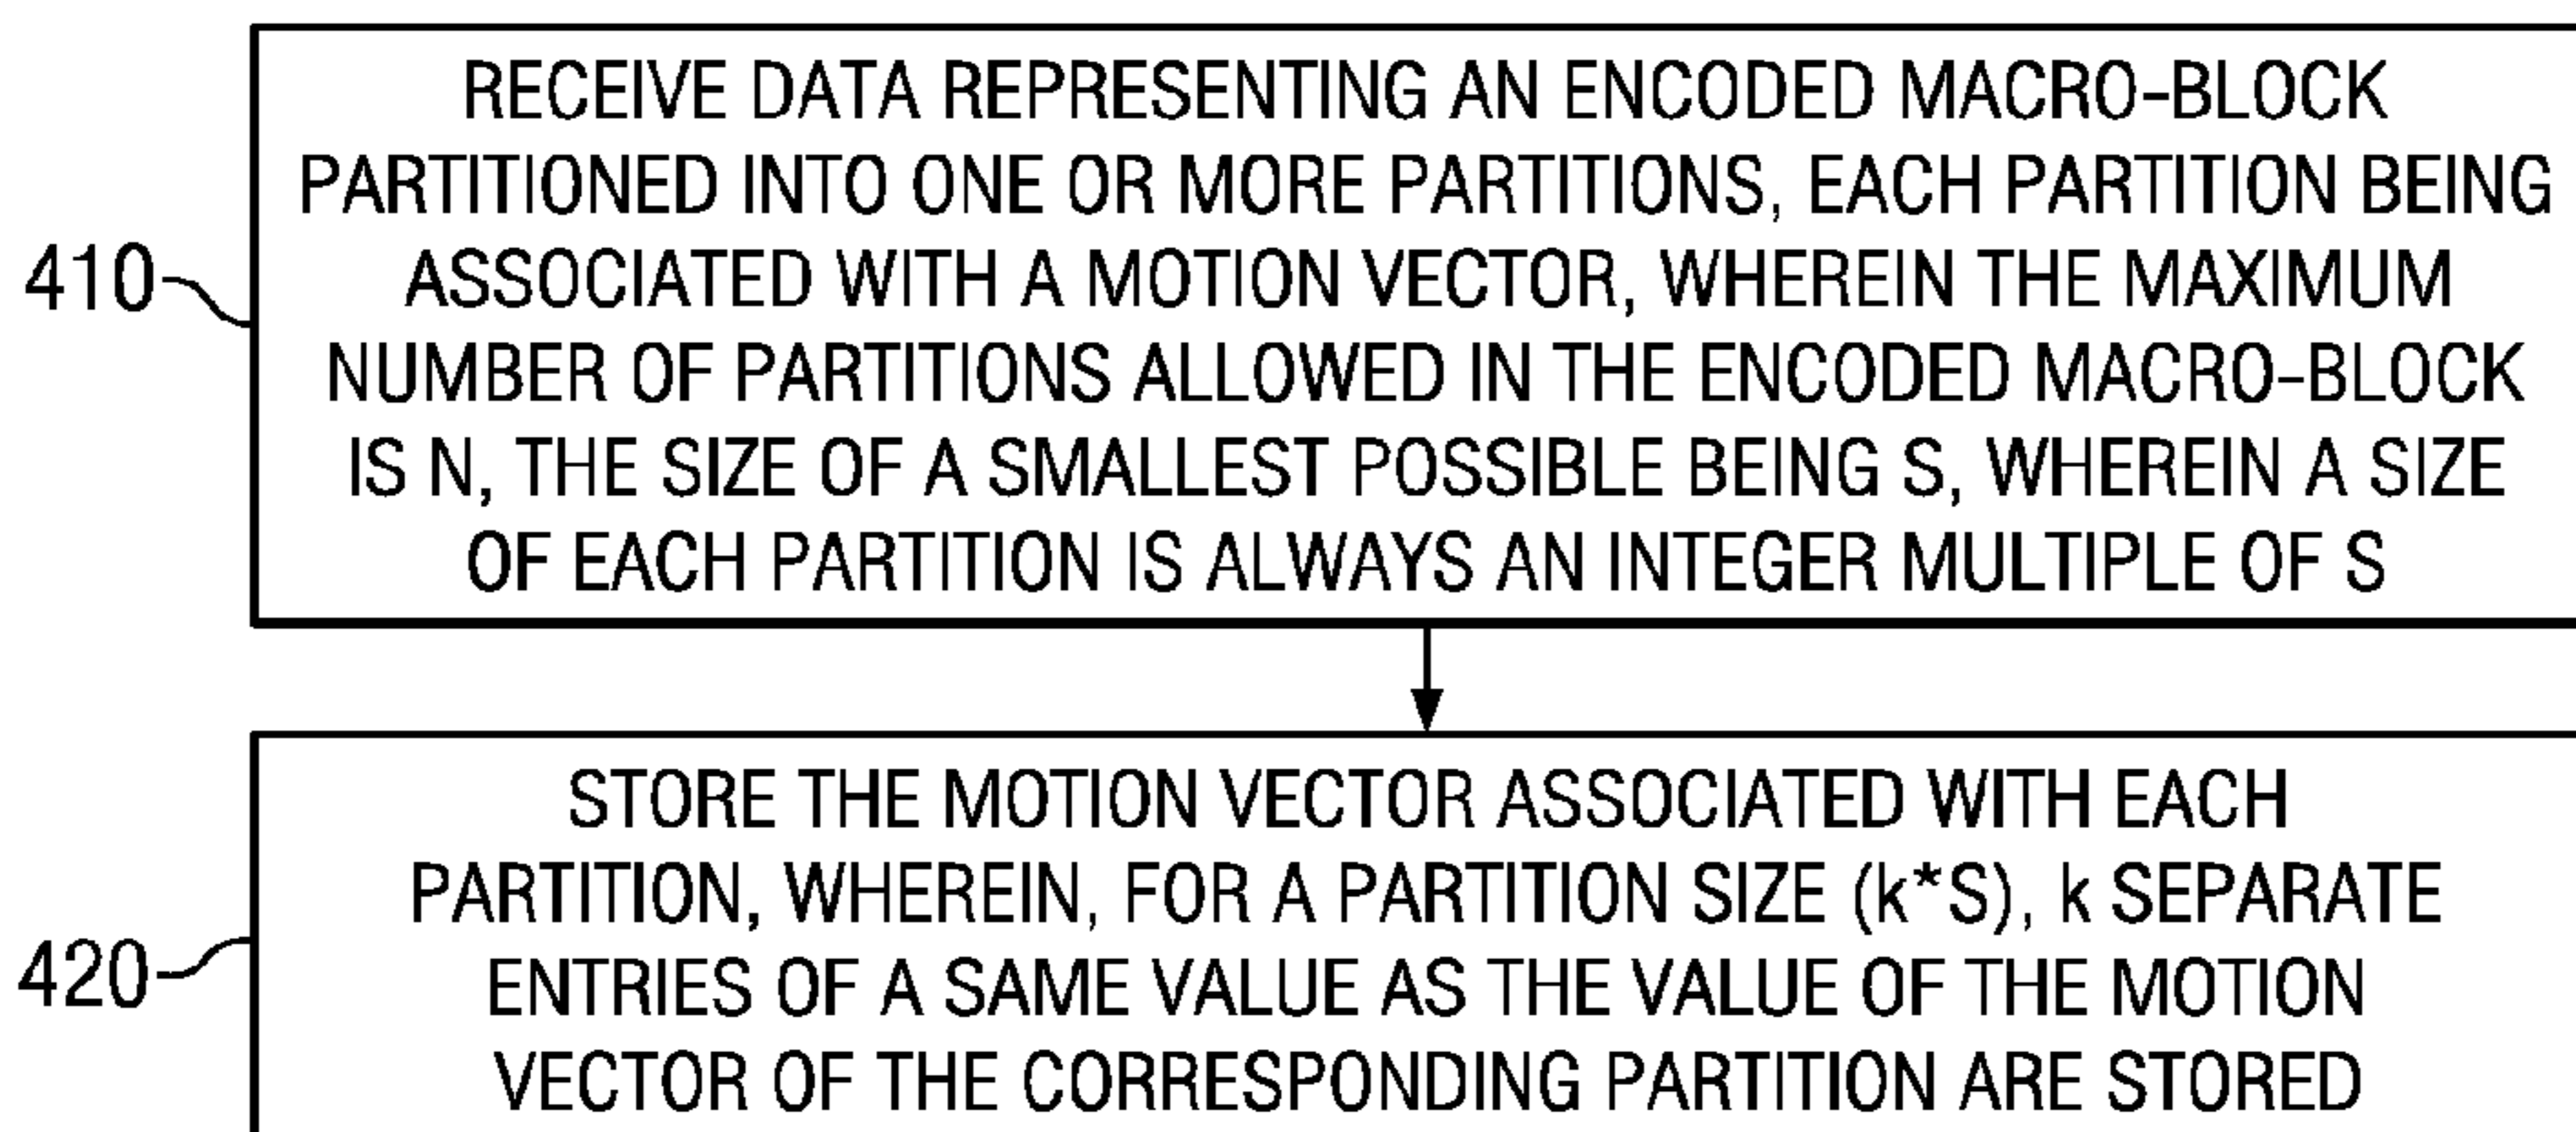 RECEIVE DATA REPRESENTING AN ENCODED MACRO-BLOCK
PARTITIONED INTO ONE OR MORE PARTITIONS, EACH PARTITION BEING
ASSOCIATED WITH A MOTION VECTOR, WHEREIN THE MAXIMUM
NUMBER OF PARTITIONS ALLOWED IN THE ENCODED MACRO-BLOCK
IS N, THE SIZE OF A SMALLEST POSSIBLE BEING S, WHEREIN A SIZE
OF EACH PARTITION IS ALWAYS AN INTEGER MULTIPLE OF S
410
STORE THE MOTION VECTOR ASSOCIATED WITH EACH
PARTITION, WHEREIN, FOR A PARTITION SIZE (k*S), k SEPARATE
ENTRIES OF A SAME VALUE AS THE VALUE OF THE MOTION
VECTOR OF THE CORRESPONDING PARTITION ARE STORED
420